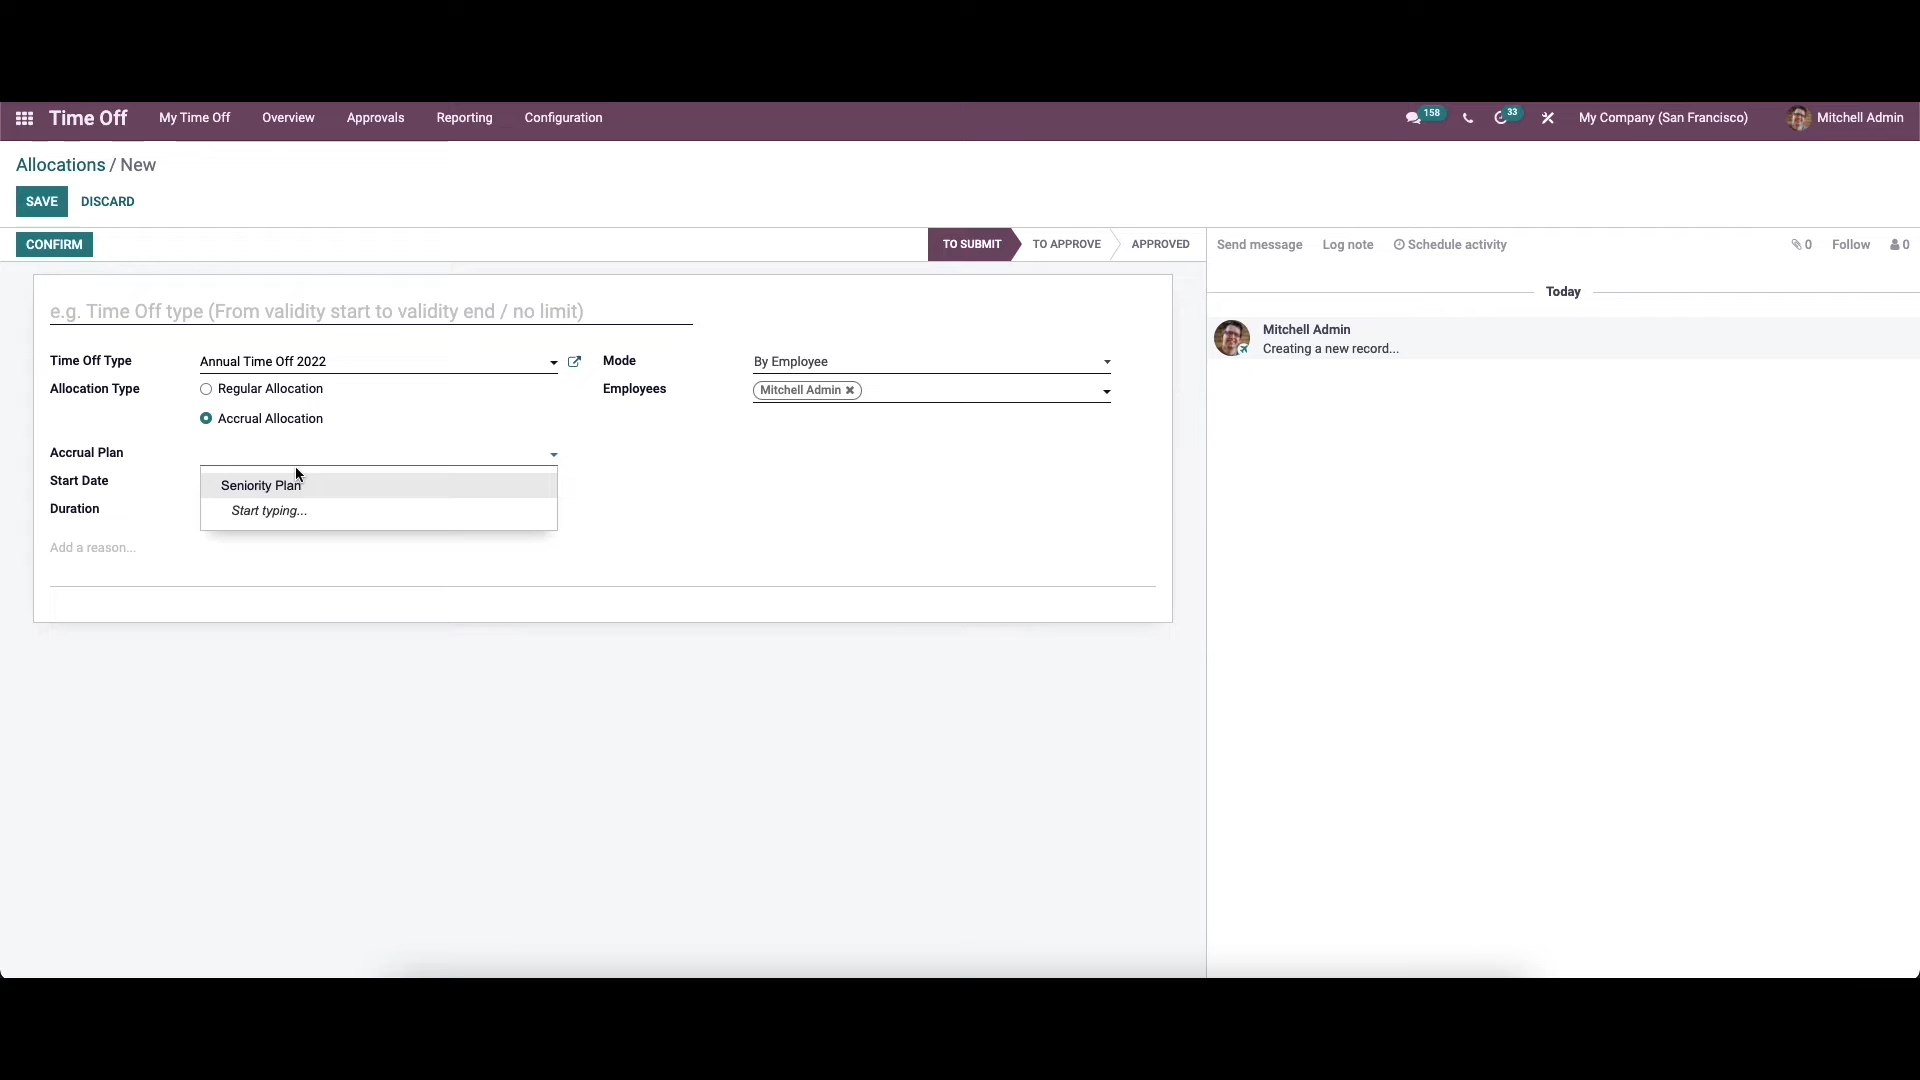 Time Off My Time Off Overview Approvals Reporting Configuration 158 33 My Company (San Francisco) Mitchell Admin
Allocations / New
SAVE DISCARD
CONFIRM TO SUBMIT TO APPROVE APPROVED Send message Log note Schedule activity 0 Follow 0
Today
e.g. Time Off type (From validity start to validity end / no limit)
Mitchell Admin
Creating a new record...
Time Off Type Annual Time Off 2022 Mode By Employee
Allocation Type Regular Allocation Employees Mitchell Admin
Accrual Allocation
Accrual Plan
Start Date Seniority Plan
Duration Start typing...
Add a reason...